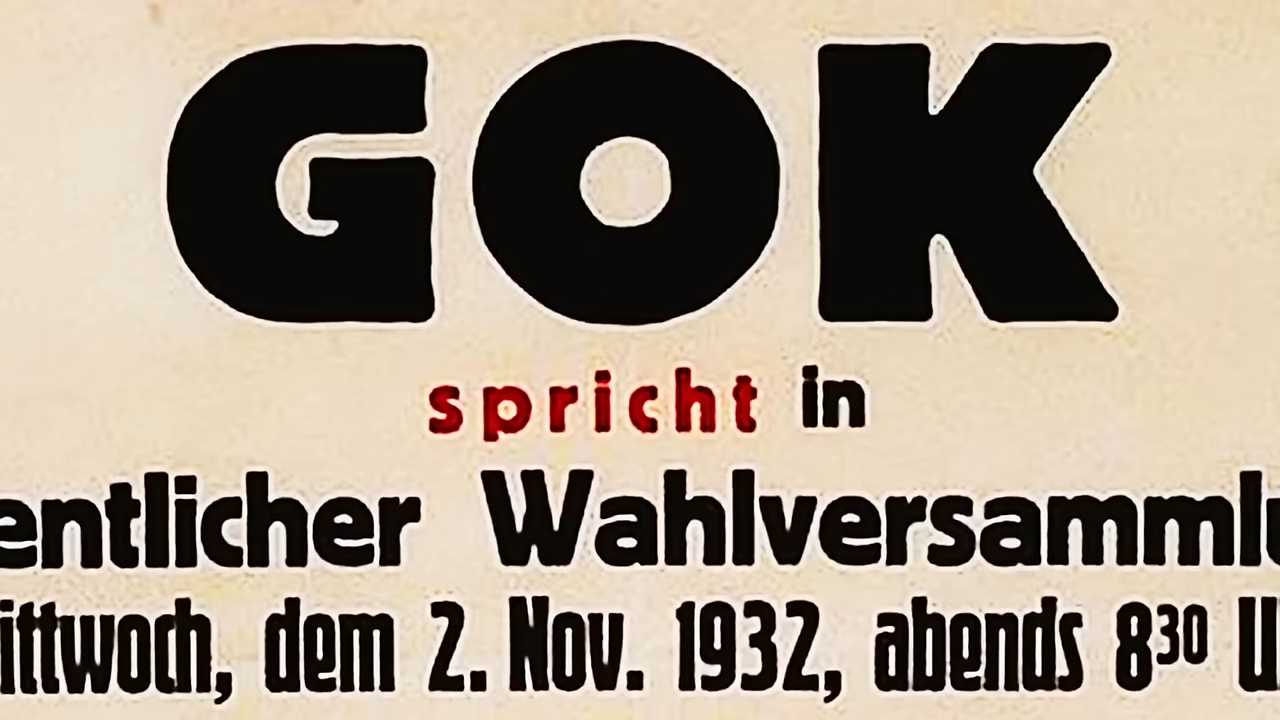 GOK
spricht in
entlicher Wahlversammlu
ittwoch, dem 2. Nov. 1932, abends 8³⁰ U